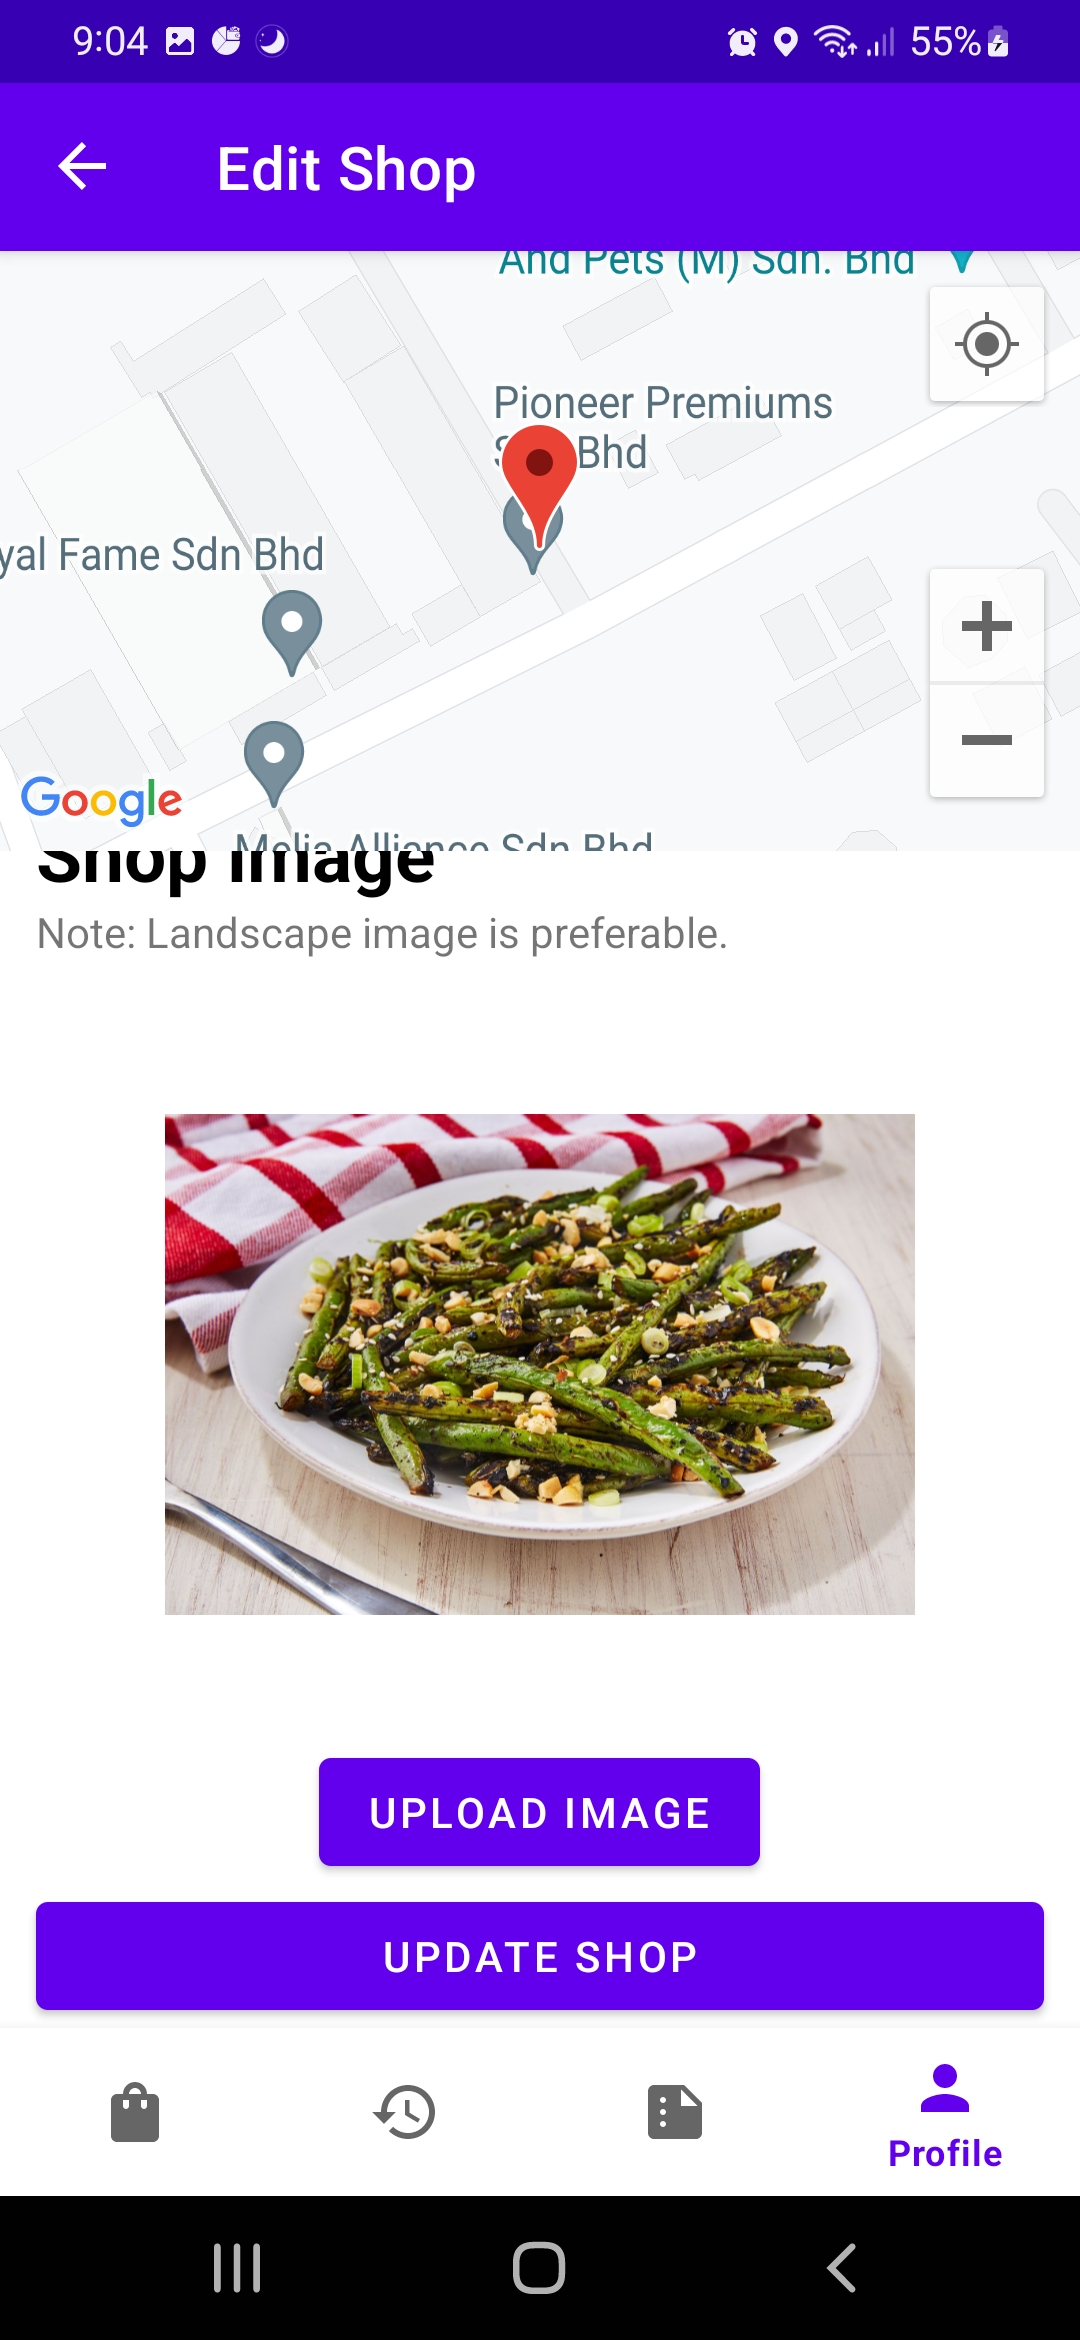 9:04
55%
Edit Shop
And Pets (M) Sdn. Bhd
Pioneer Premiums
Bhd
yal Fame Sdn Bhd
Google
Melia Alliance Sdn Bhd
Shop Image
Note: Landscape image is preferable.
UPLOAD IMAGE
UPDATE SHOP
Profile